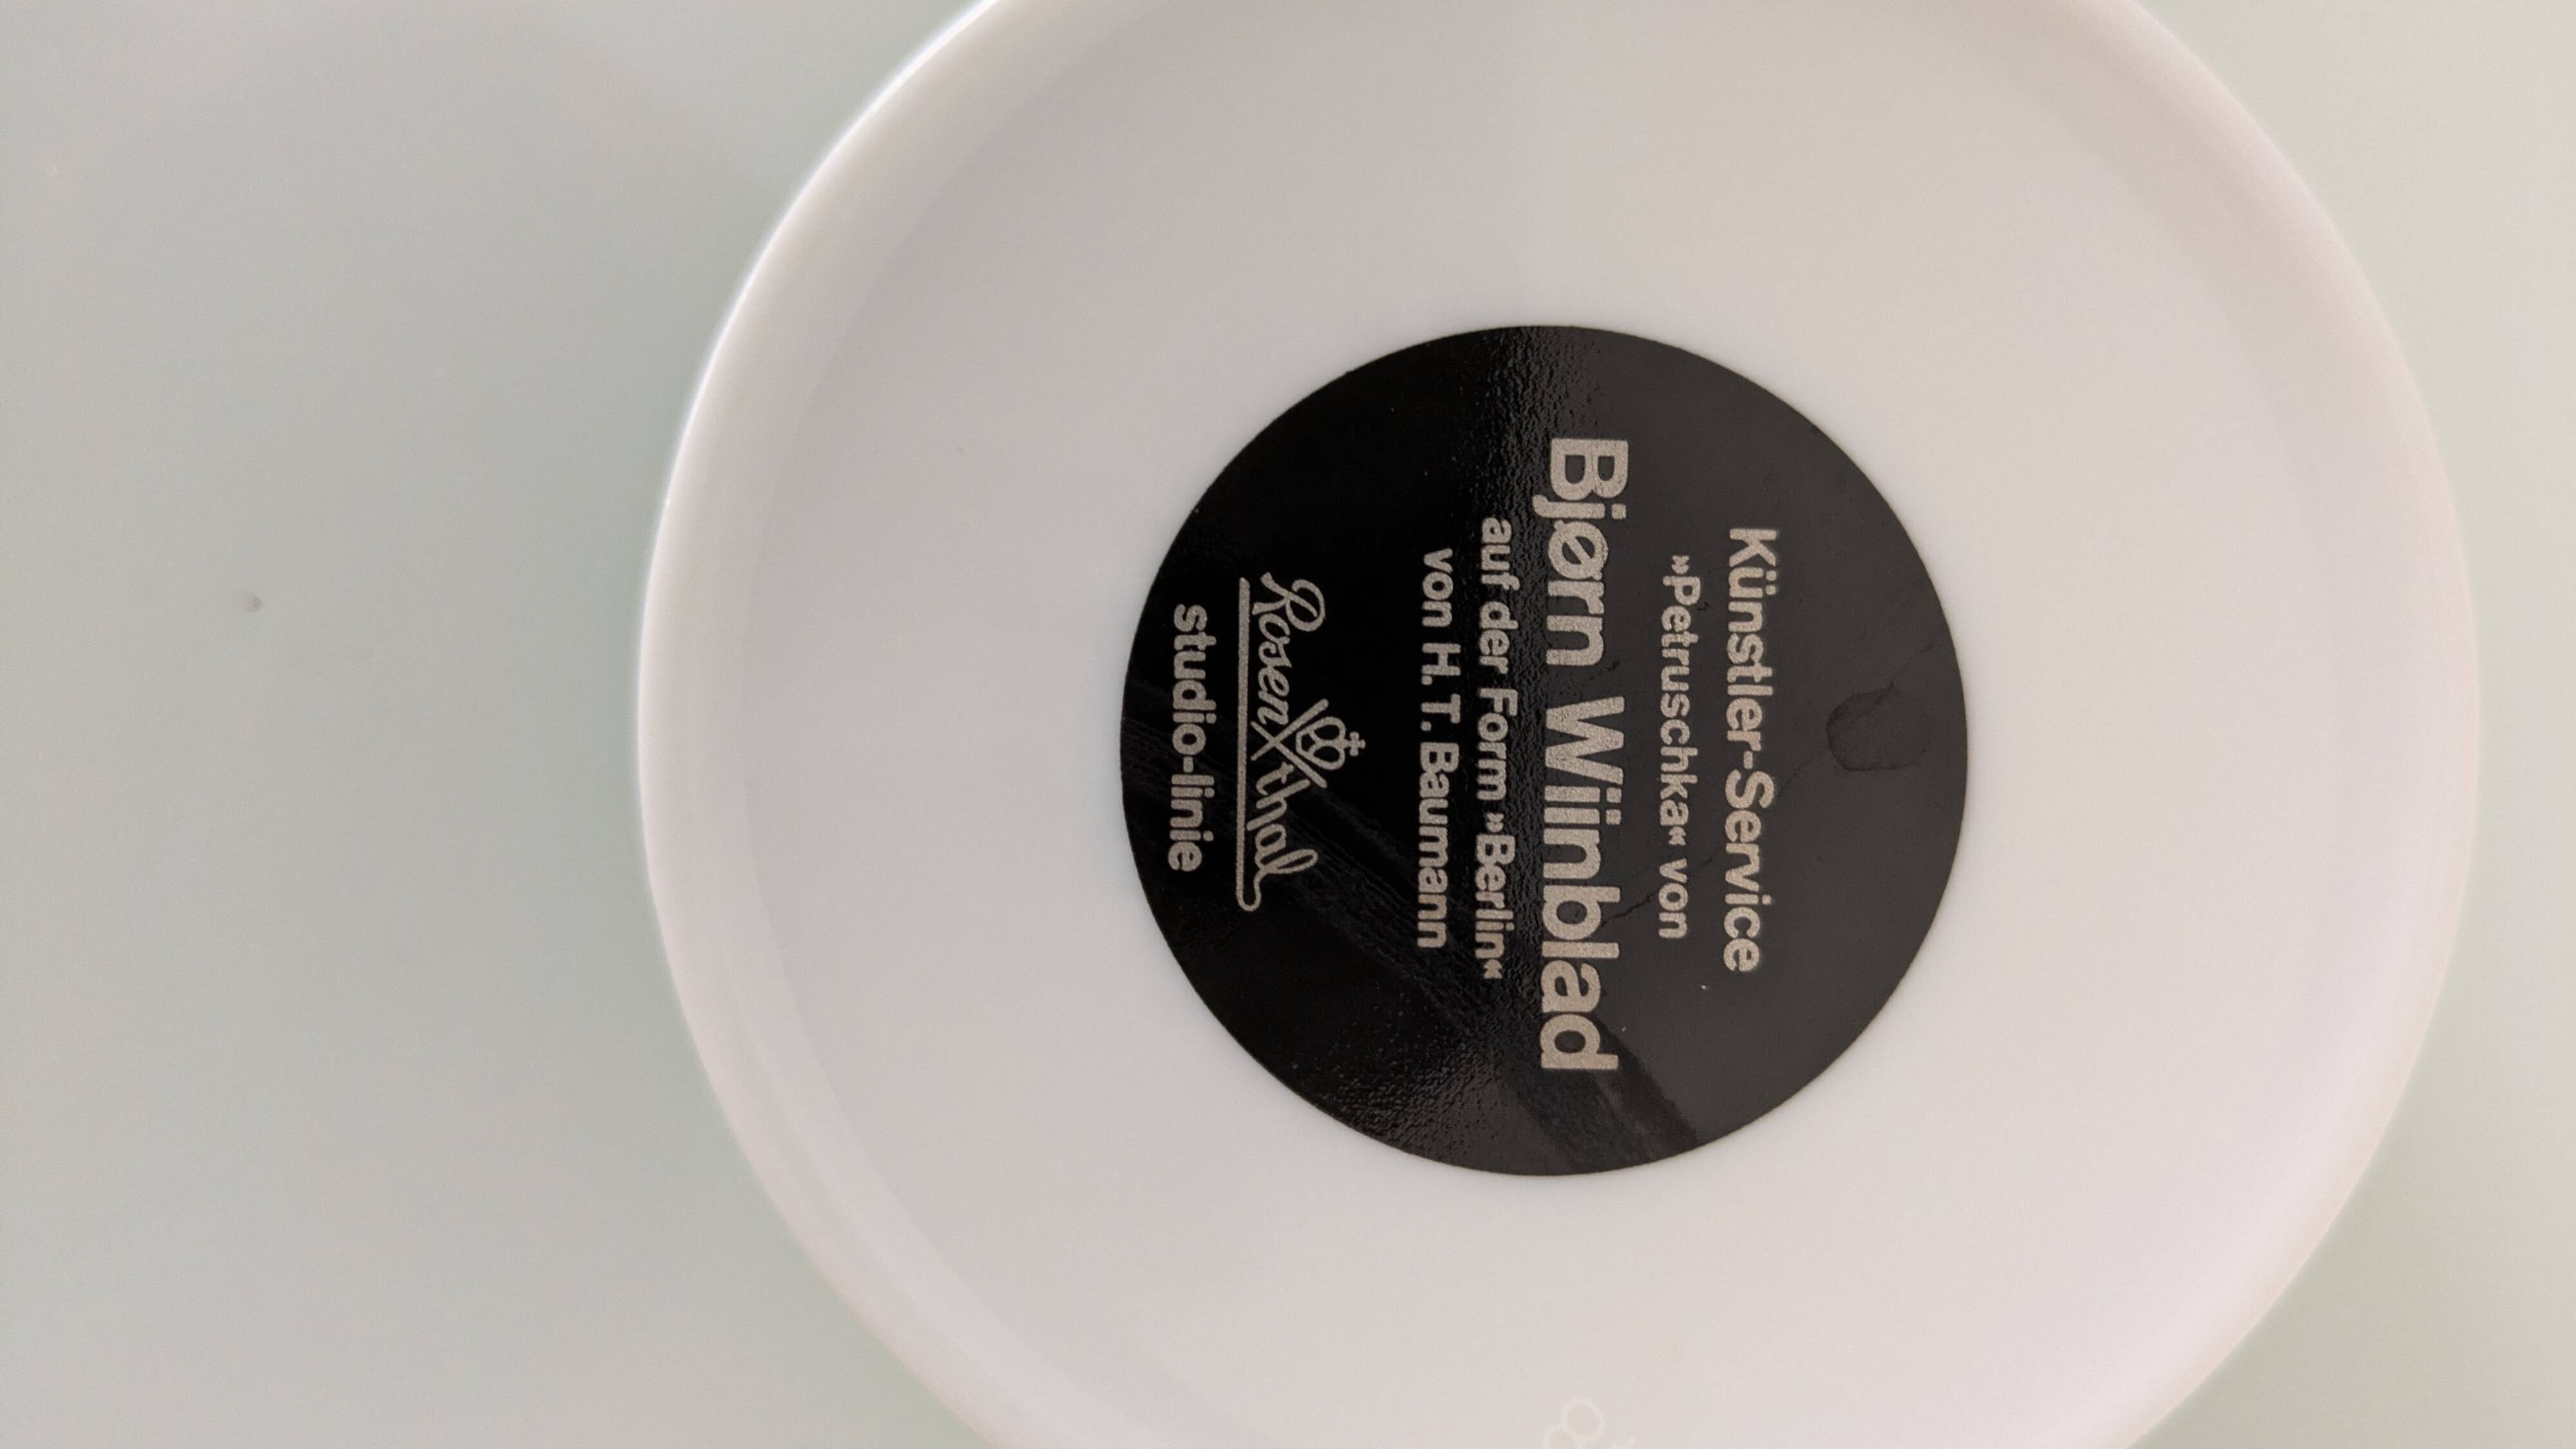 Künstler-Service
»Petruschka« von
Bjørn Wiinblad
auf der Form »Berlin«
von H. T. Baumann
Rosenthal
studio-linie